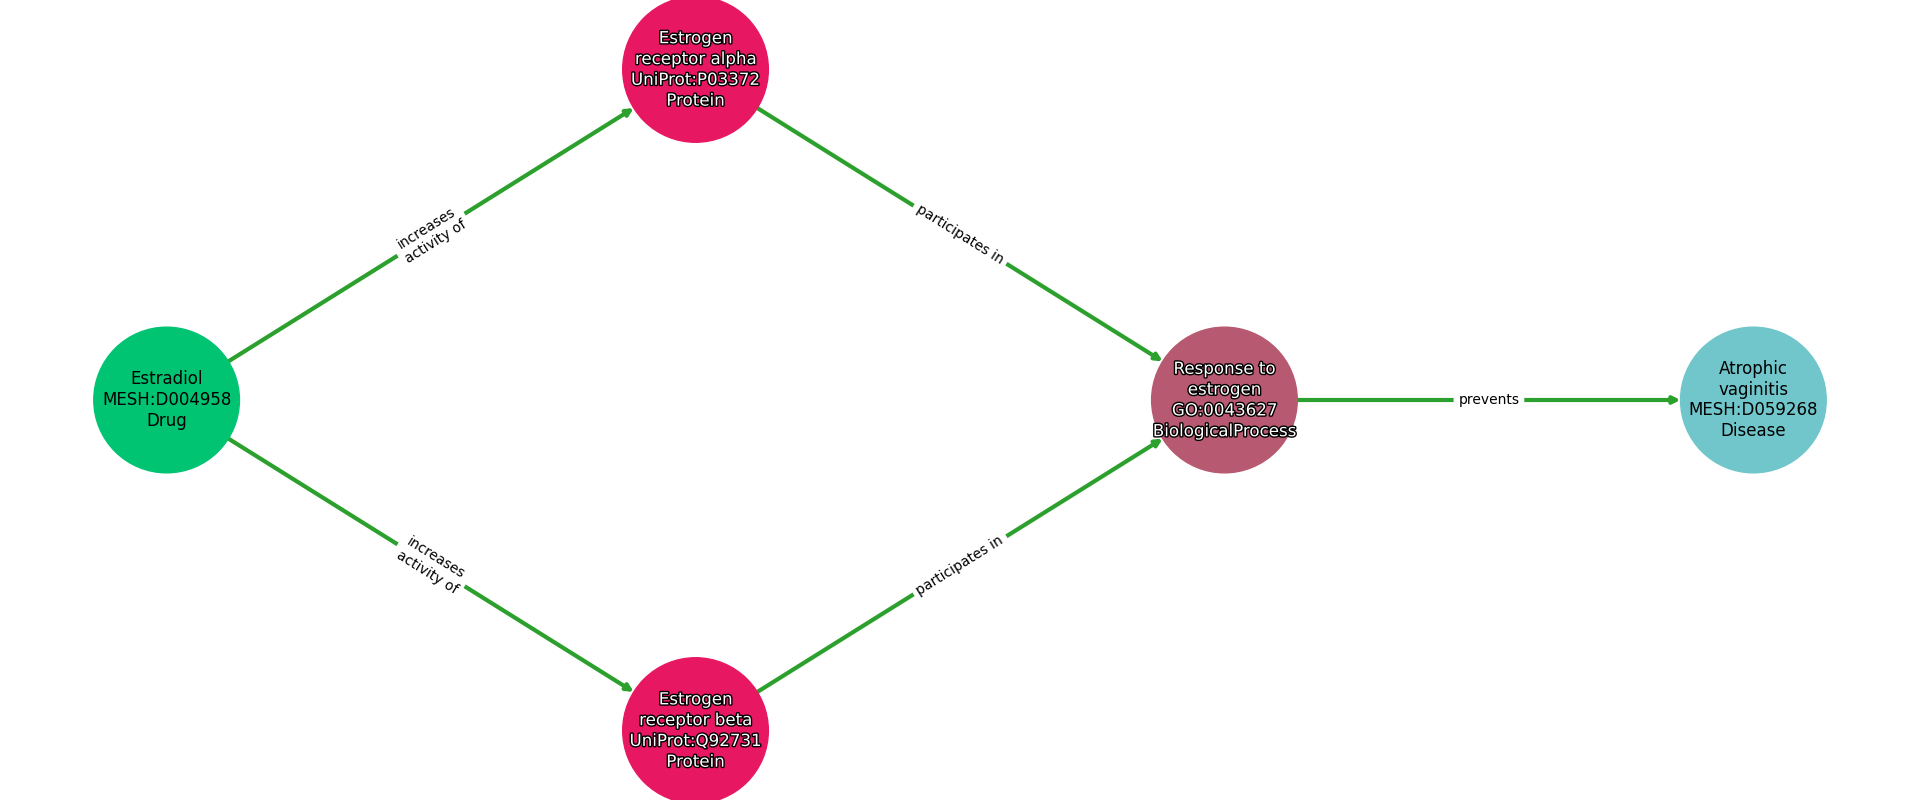 Estrogen
receptor alpha
UniProt:P03372
Protein
increases
activity of
participates in
Estradiol
MESH:D004958
Drug
Response to
estrogen
GO:0043627
BiologicalProcess
prevents
Atrophic
vaginitis
MESH:D059268
Disease
increases
activity of
participates in
Estrogen
receptor beta
UniProt:Q92731
Protein